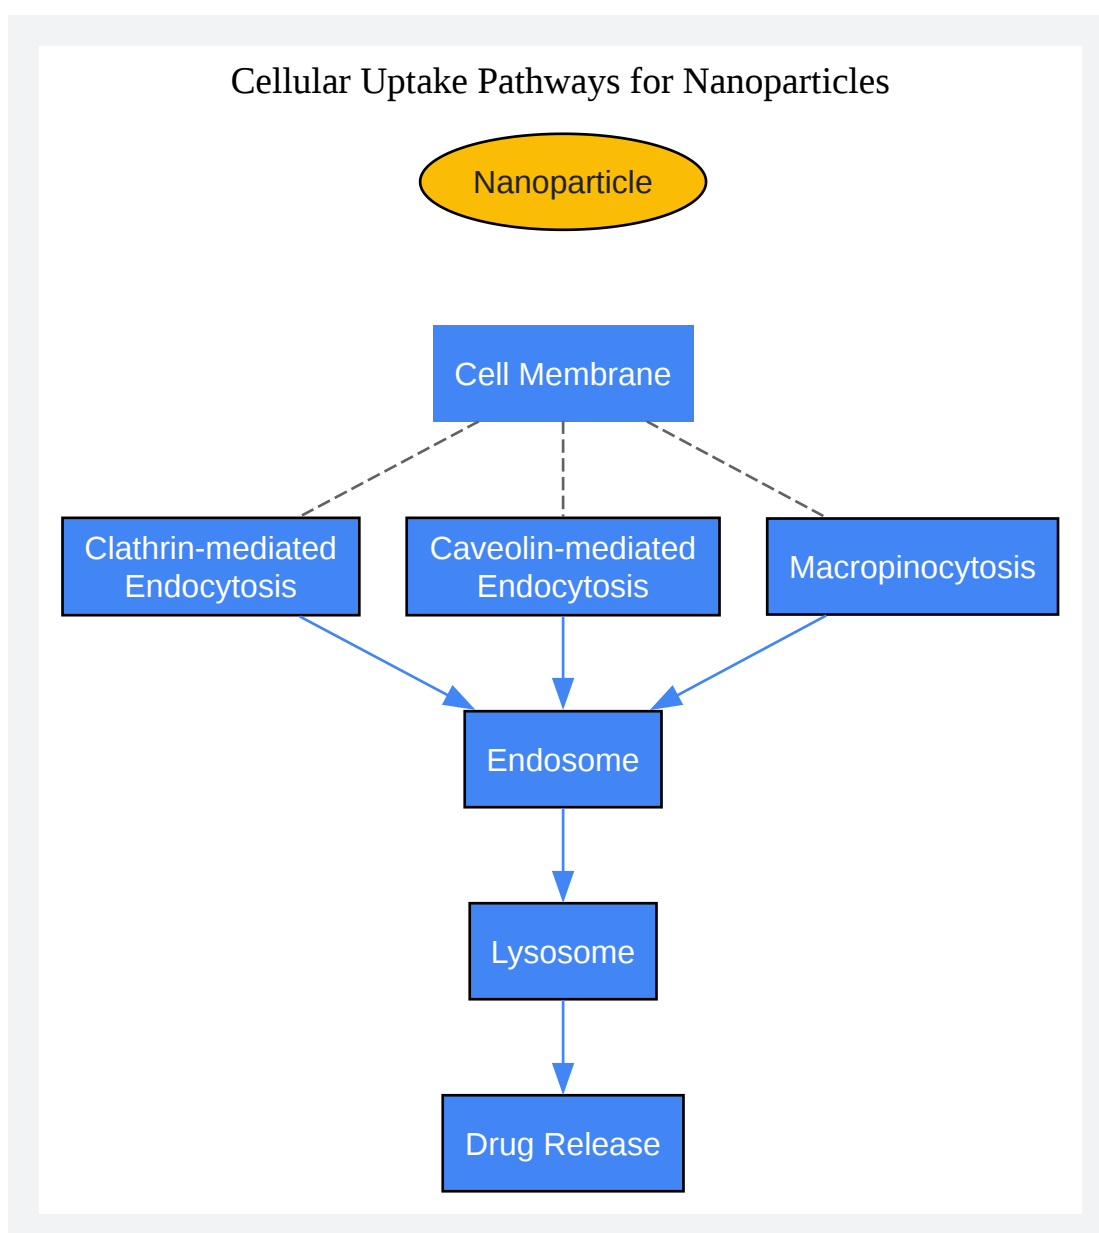 Cellular Uptake Pathways for Nanoparticles
Nanoparticle
Cell Membrane
Clathrin-mediated
Endocytosis
Caveolin-mediated
Endocytosis
Macropinocytosis
Endosome
Lysosome
Drug Release